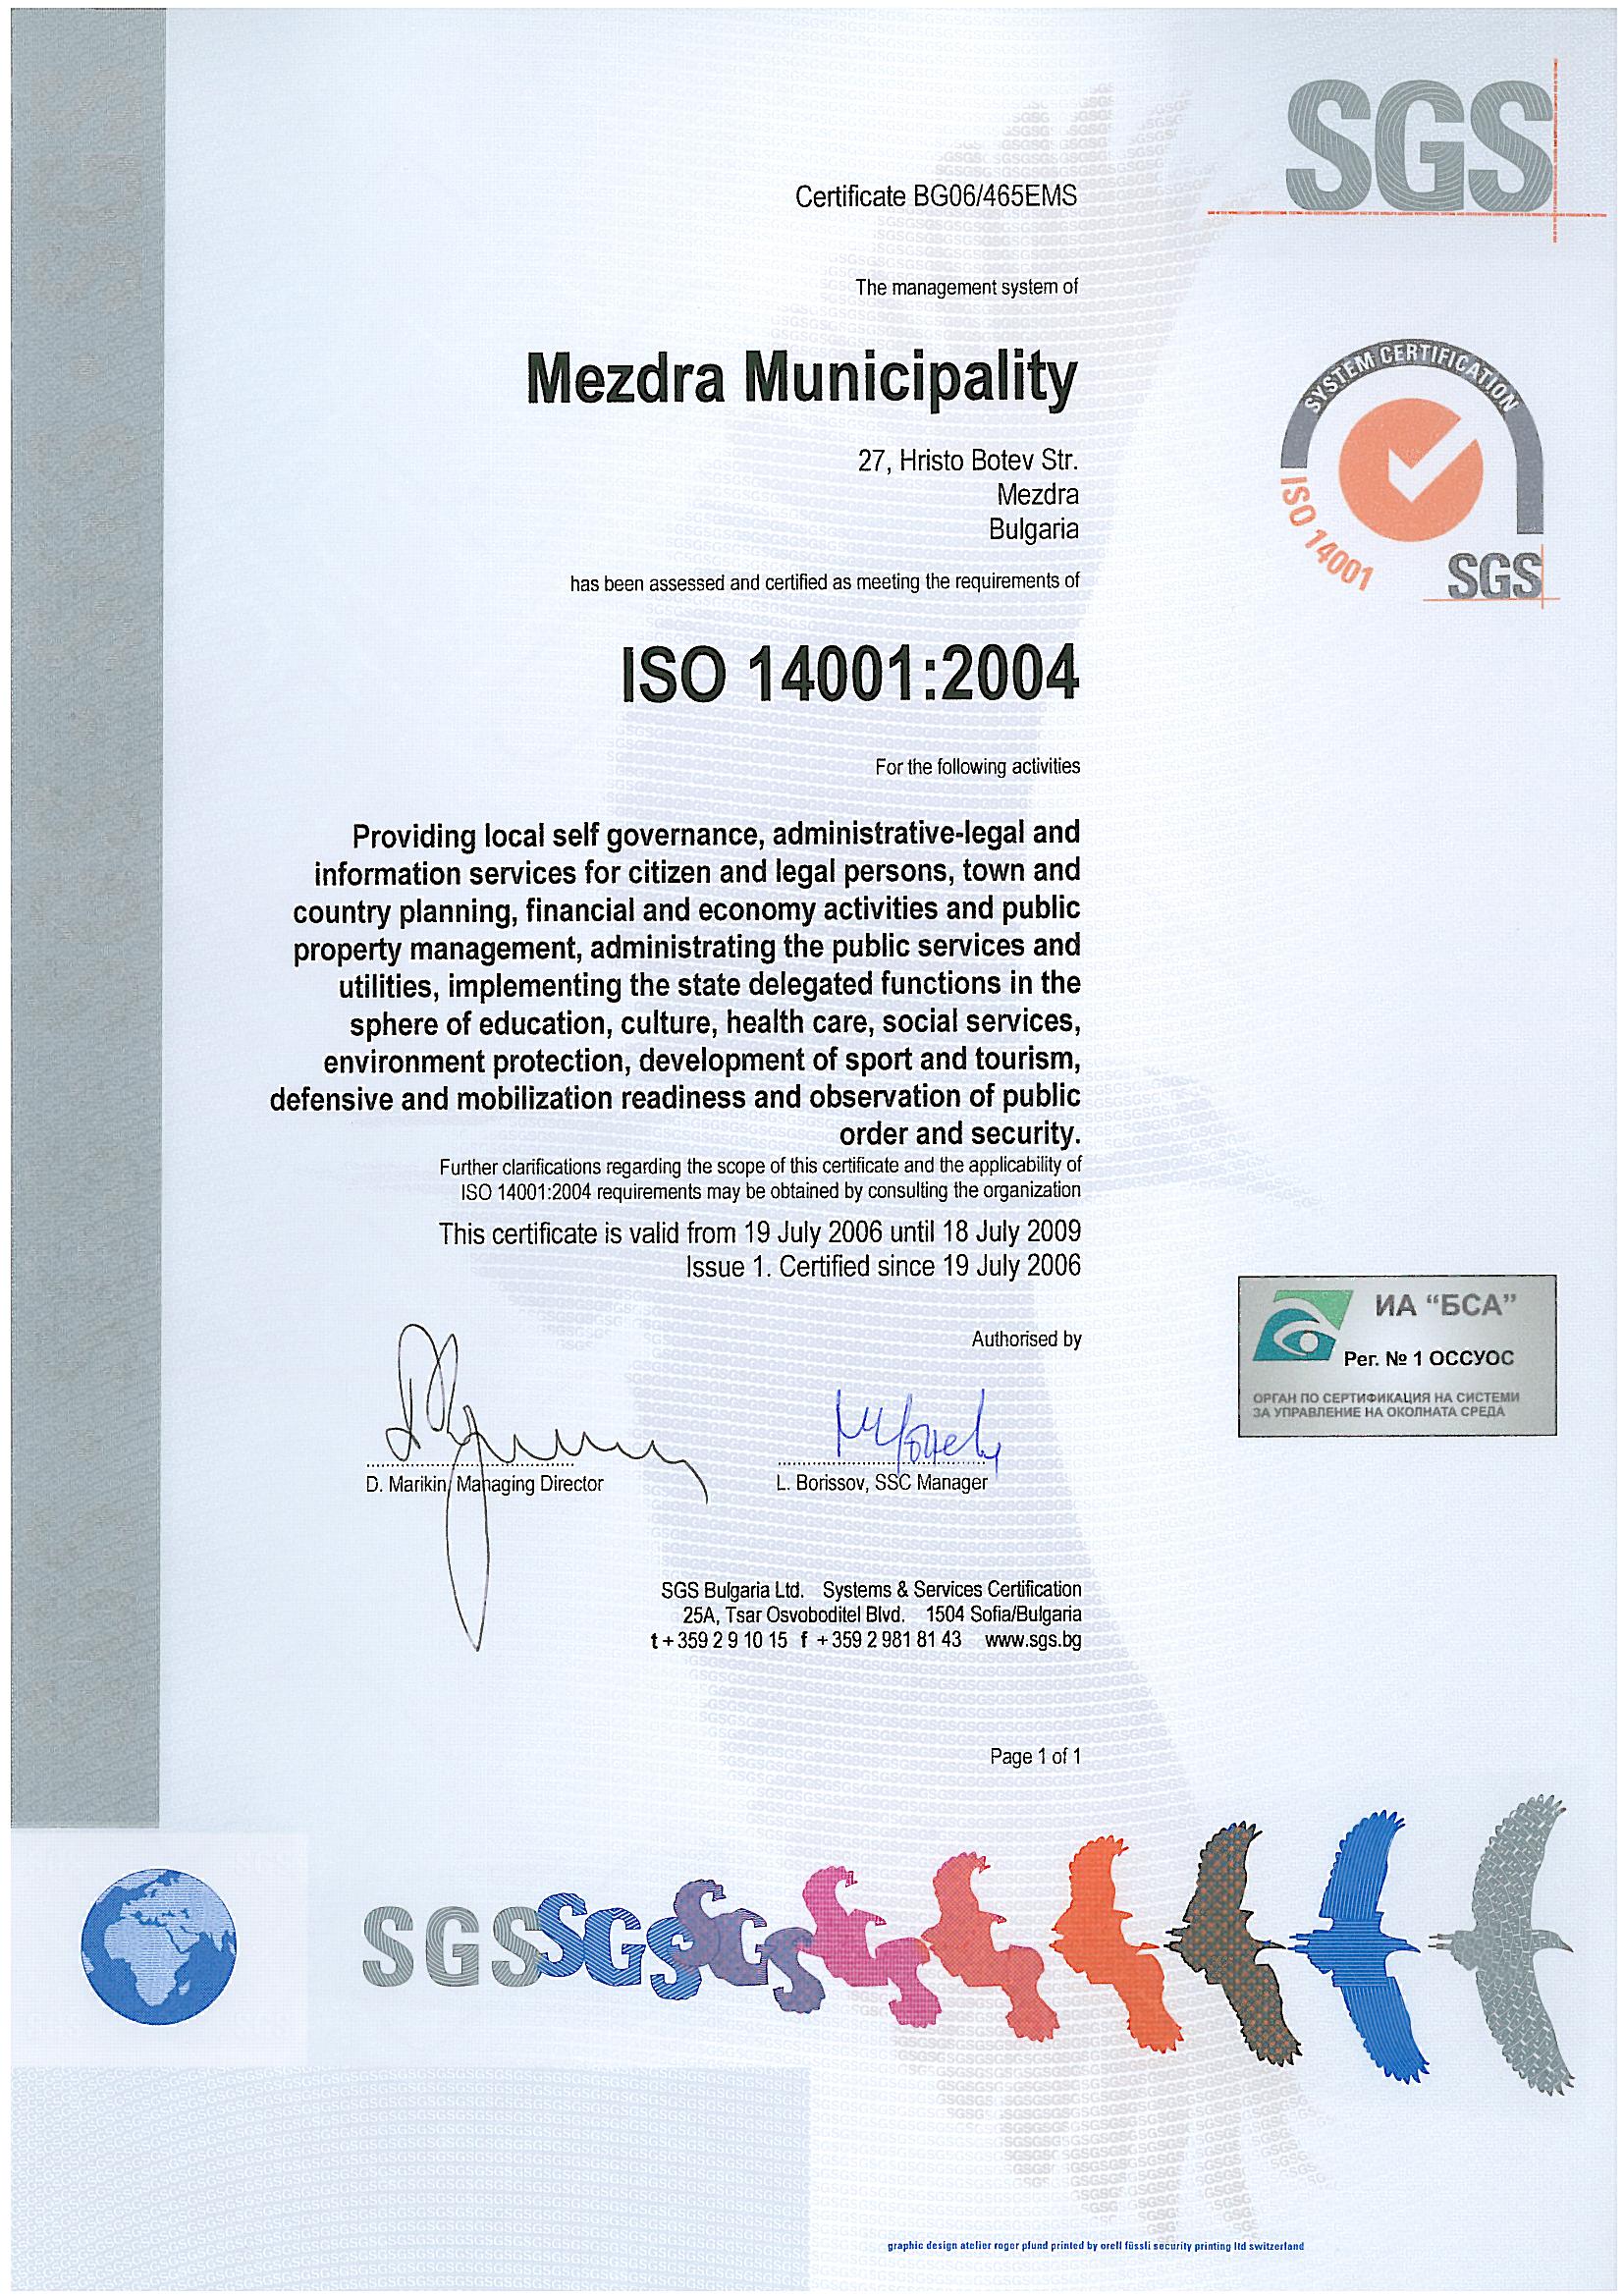 SGS
Certificate BG06/465EMS
The management system of
Mezdra Municipality
27, Hristo Botev Str.
Mezdra
Bulgaria
SYSTEM CERTIFICATION
ISO 14001
SGS
has been assessed and certified as meeting the requirements of
ISO 14001:2004
For the following activities
Providing local self governance, administrative-legal and
information services for citizen and legal persons, town and
country planning, financial and economy activities and public
property management, administrating the public services and
utilities, implementing the state delegated functions in the
sphere of education, culture, health care, social services,
environment protection, development of sport and tourism,
defensive and mobilization readiness and observation of public
order and security.
Further clarifications regarding the scope of this certificate and the applicability of
ISO 14001:2004 requirements may be obtained by consulting the organization
This certificate is valid from 19 July 2006 until 18 July 2009
Issue 1. Certified since 19 July 2006
Authorised by
ИА “БСА”
Рег. № 1 ОССУОС
ОРГАН ПО СЕРТИФИКАЦИЯ НА СИСТЕМИ
ЗА УПРАВЛЕНИЕ НА ОКОЛНАТА СРЕДА
D. Marikin, Managing Director
L. Borissov, SSC Manager
SGS Bulgaria Ltd. Systems & Services Certification
25A, Tsar Osvoboditel Blvd. 1504 Sofia/Bulgaria
t +359 2 9 10 15 f +359 2 981 81 43 www.sgs.bg
Page 1 of 1
SGS SGS SGS
graphic design atelier roger pfund printed by orell füssli security printing ltd switzerland